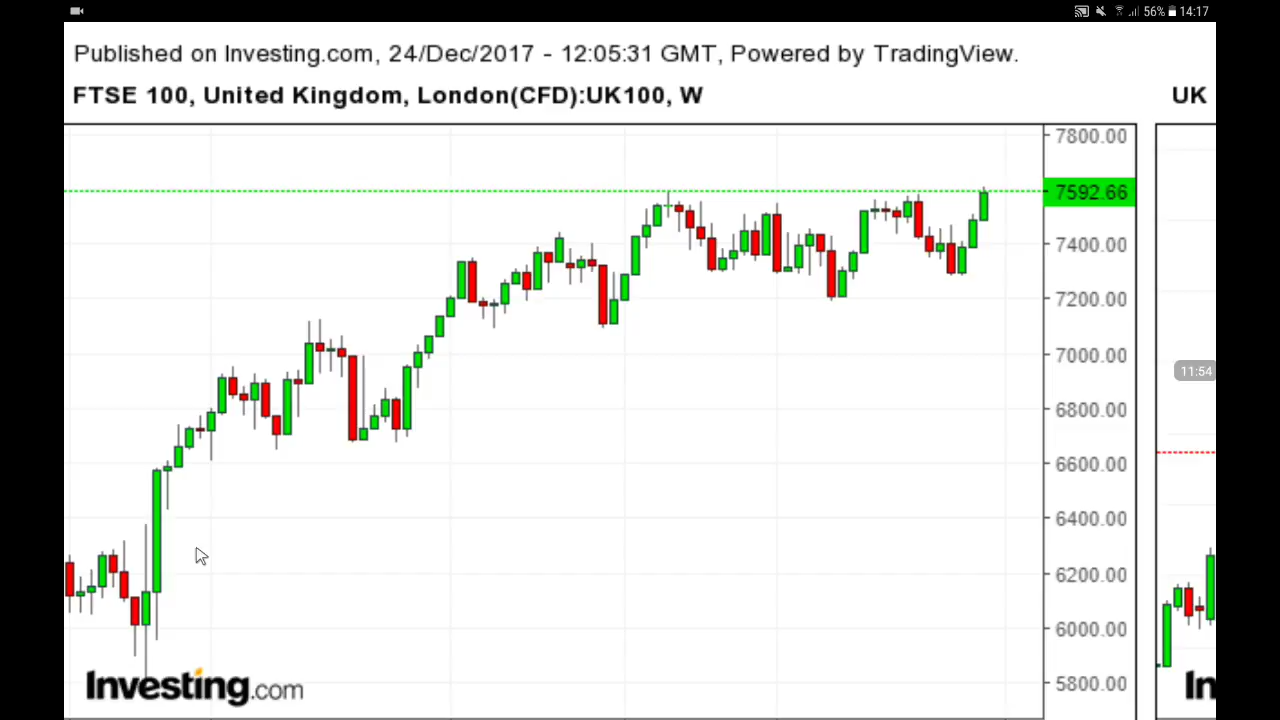 56% 14:17
Published on Investing.com, 24/Dec/2017 - 12:05:31 GMT, Powered by TradingView.
FTSE 100, United Kingdom, London(CFD):UK100, W
UK
7800.00
7592.66
7400.00
7200.00
7000.00
11:54
6800.00
6600.00
6400.00
6200.00
6000.00
5800.00
Investing.com
In